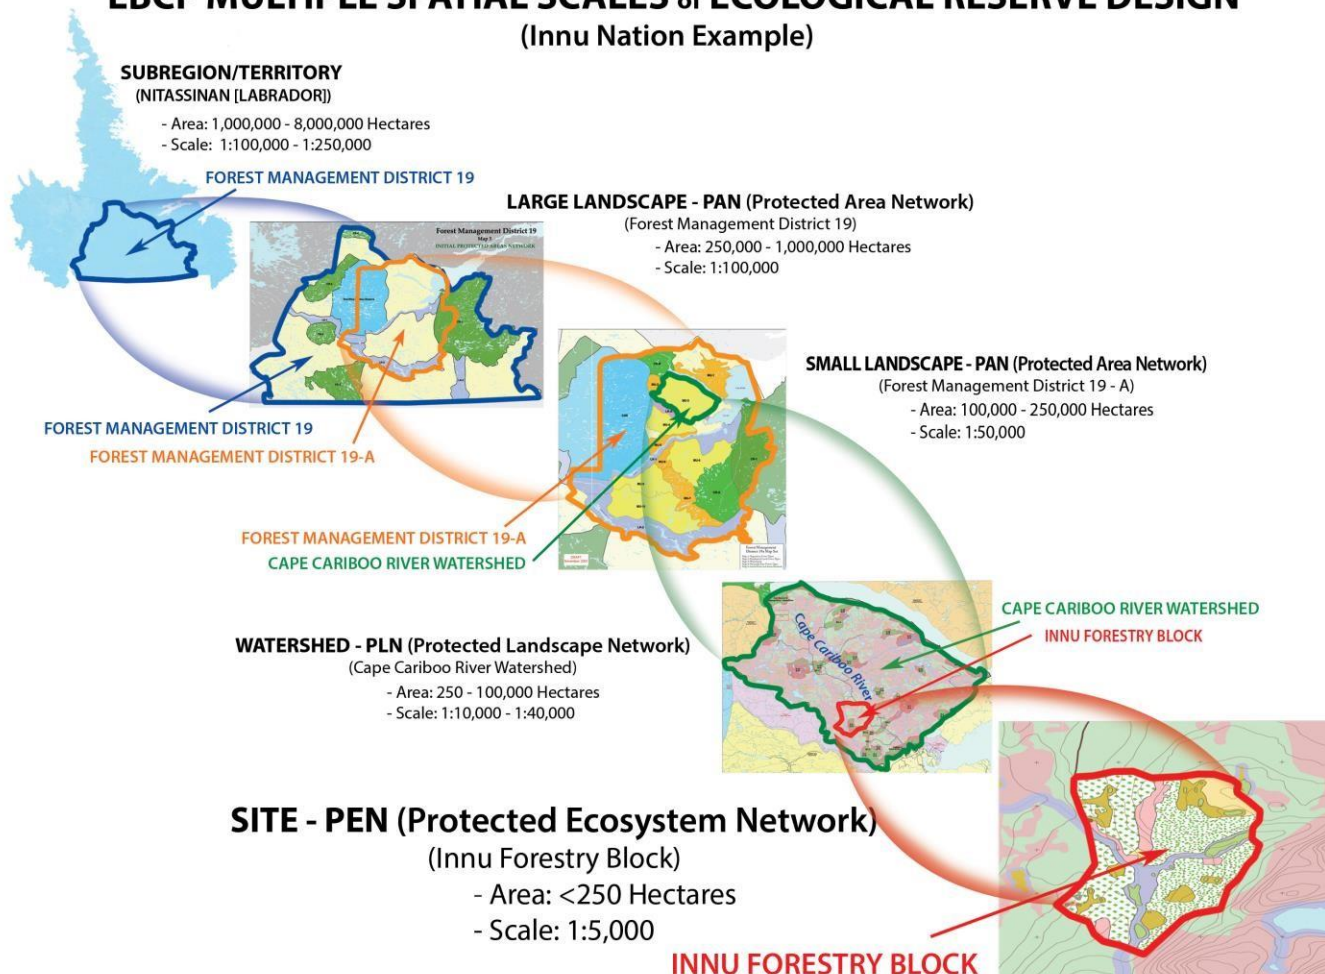 EBCP MULTIPLE SPATIAL SCALES of ECOLOGICAL RESERVE DESIGN
(Innu Nation Example)
SUBREGION/TERRITORY
(NITASSINAN [LABRADOR])
- Area: 1,000,000 - 8,000,000 Hectares
- Scale: 1:100,000 - 1:250,000
FOREST MANAGEMENT DISTRICT 19
LARGE LANDSCAPE - PAN (Protected Area Network)
(Forest Management District 19)
- Area: 250,000 - 1,000,000 Hectares
- Scale: 1:100,000
Forest Management District 19
Map 3
INITIAL PROTECTED AREAS NETWORK
SMALL LANDSCAPE - PAN (Protected Area Network)
(Forest Management District 19 - A)
- Area: 100,000 - 250,000 Hectares
- Scale: 1:50,000
FOREST MANAGEMENT DISTRICT 19
FOREST MANAGEMENT DISTRICT 19-A
FOREST MANAGEMENT DISTRICT 19-A
CAPE CARIBOO RIVER WATERSHED
CAPE CARIBOO RIVER WATERSHED
INNU FORESTRY BLOCK
Cape Cariboo River
WATERSHED - PLN (Protected Landscape Network)
(Cape Cariboo River Watershed)
- Area: 250 - 100,000 Hectares
- Scale: 1:10,000 - 1:40,000
SITE - PEN (Protected Ecosystem Network)
(Innu Forestry Block)
- Area: <250 Hectares
- Scale: 1:5,000
INNU FORESTRY BLOCK